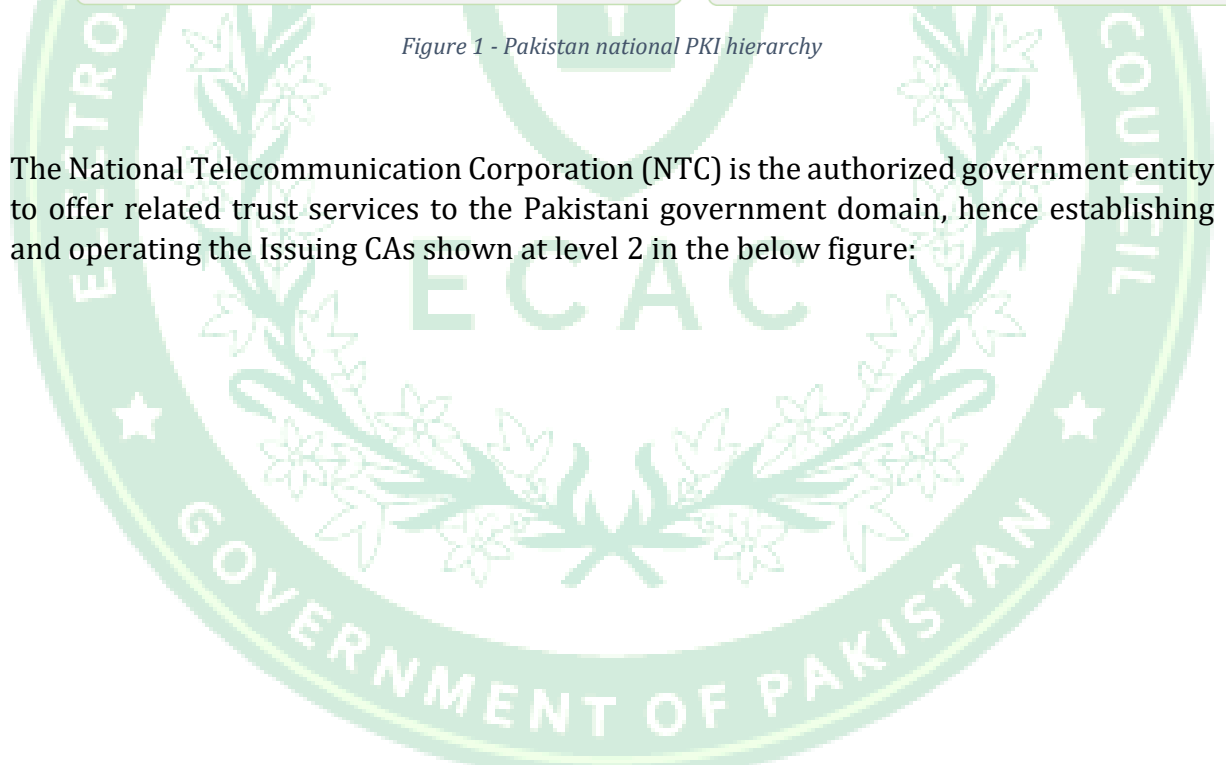 Figure 1 - Pakistan national PKI hierarchy
The National Telecommunication Corporation (NTC) is the authorized government entity
to offer related trust services to the Pakistani government domain, hence establishing
and operating the Issuing CAs shown at level 2 in the below figure:
ECAC
COUNCIL
GOVERNMENT OF PAKISTAN